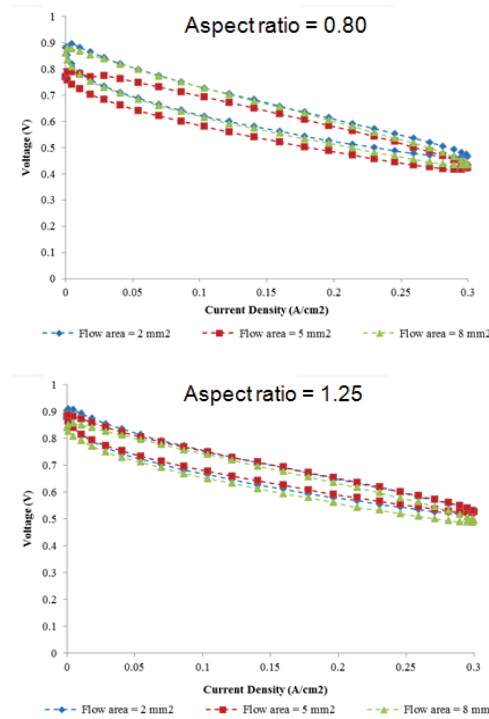 Aspect ratio = 0.80
1
0.9
0.8
0.7
0.6
0.5
0.4
0.3
0.2
0.1
0
Voltage (V)
0 0.05 0.1 0.15 0.2 0.25 0.3
Current Density (A/cm2)
Flow area = 2 mm2 Flow area = 5 mm2 Flow area = 8 mm2
Aspect ratio = 1.25
1
0.9
0.8
0.7
0.6
0.5
0.4
0.3
0.2
0.1
0
Voltage (V)
0 0.05 0.1 0.15 0.2 0.25 0.3
Current Density (A/cm2)
Flow area = 2 mm2 Flow area = 5 mm2 Flow area = 8 mm